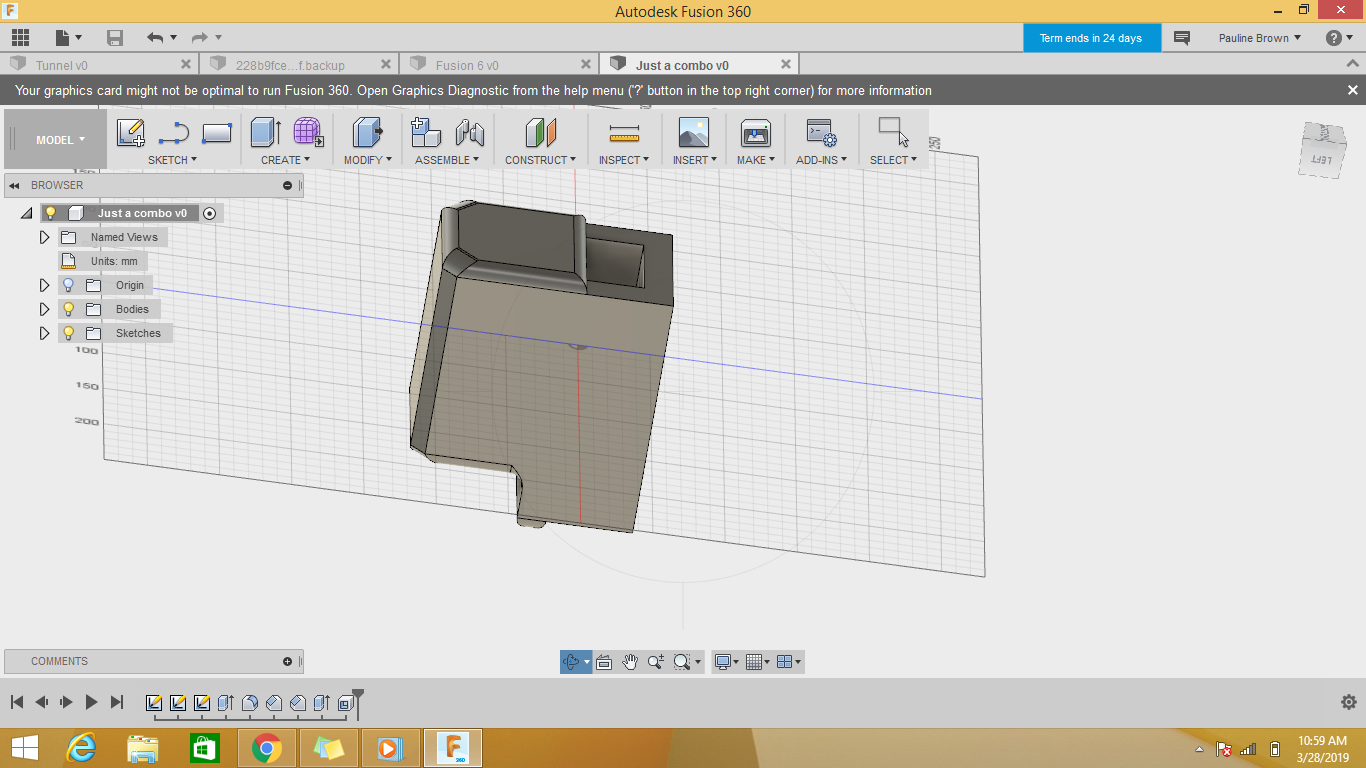 Autodesk Fusion 360
Term ends in 24 days
Pauline Brown
Tunnel v0
228b9fce...f.backup
Fusion 6 v0
Just a combo v0
Your graphics card might not be optimal to run Fusion 360. Open Graphics Diagnostic from the help menu ('?' button in the top right corner) for more information
MODEL
SKETCH
CREATE
MODIFY
ASSEMBLE
CONSTRUCT
INSPECT
INSERT
MAKE
ADD-INS
SELECT
250
LEFT
BROWSER
Just a combo v0
Named Views
Units: mm
Origin
Bodies
Sketches
100
150
200
COMMENTS
360
10:59 AM
3/28/2019